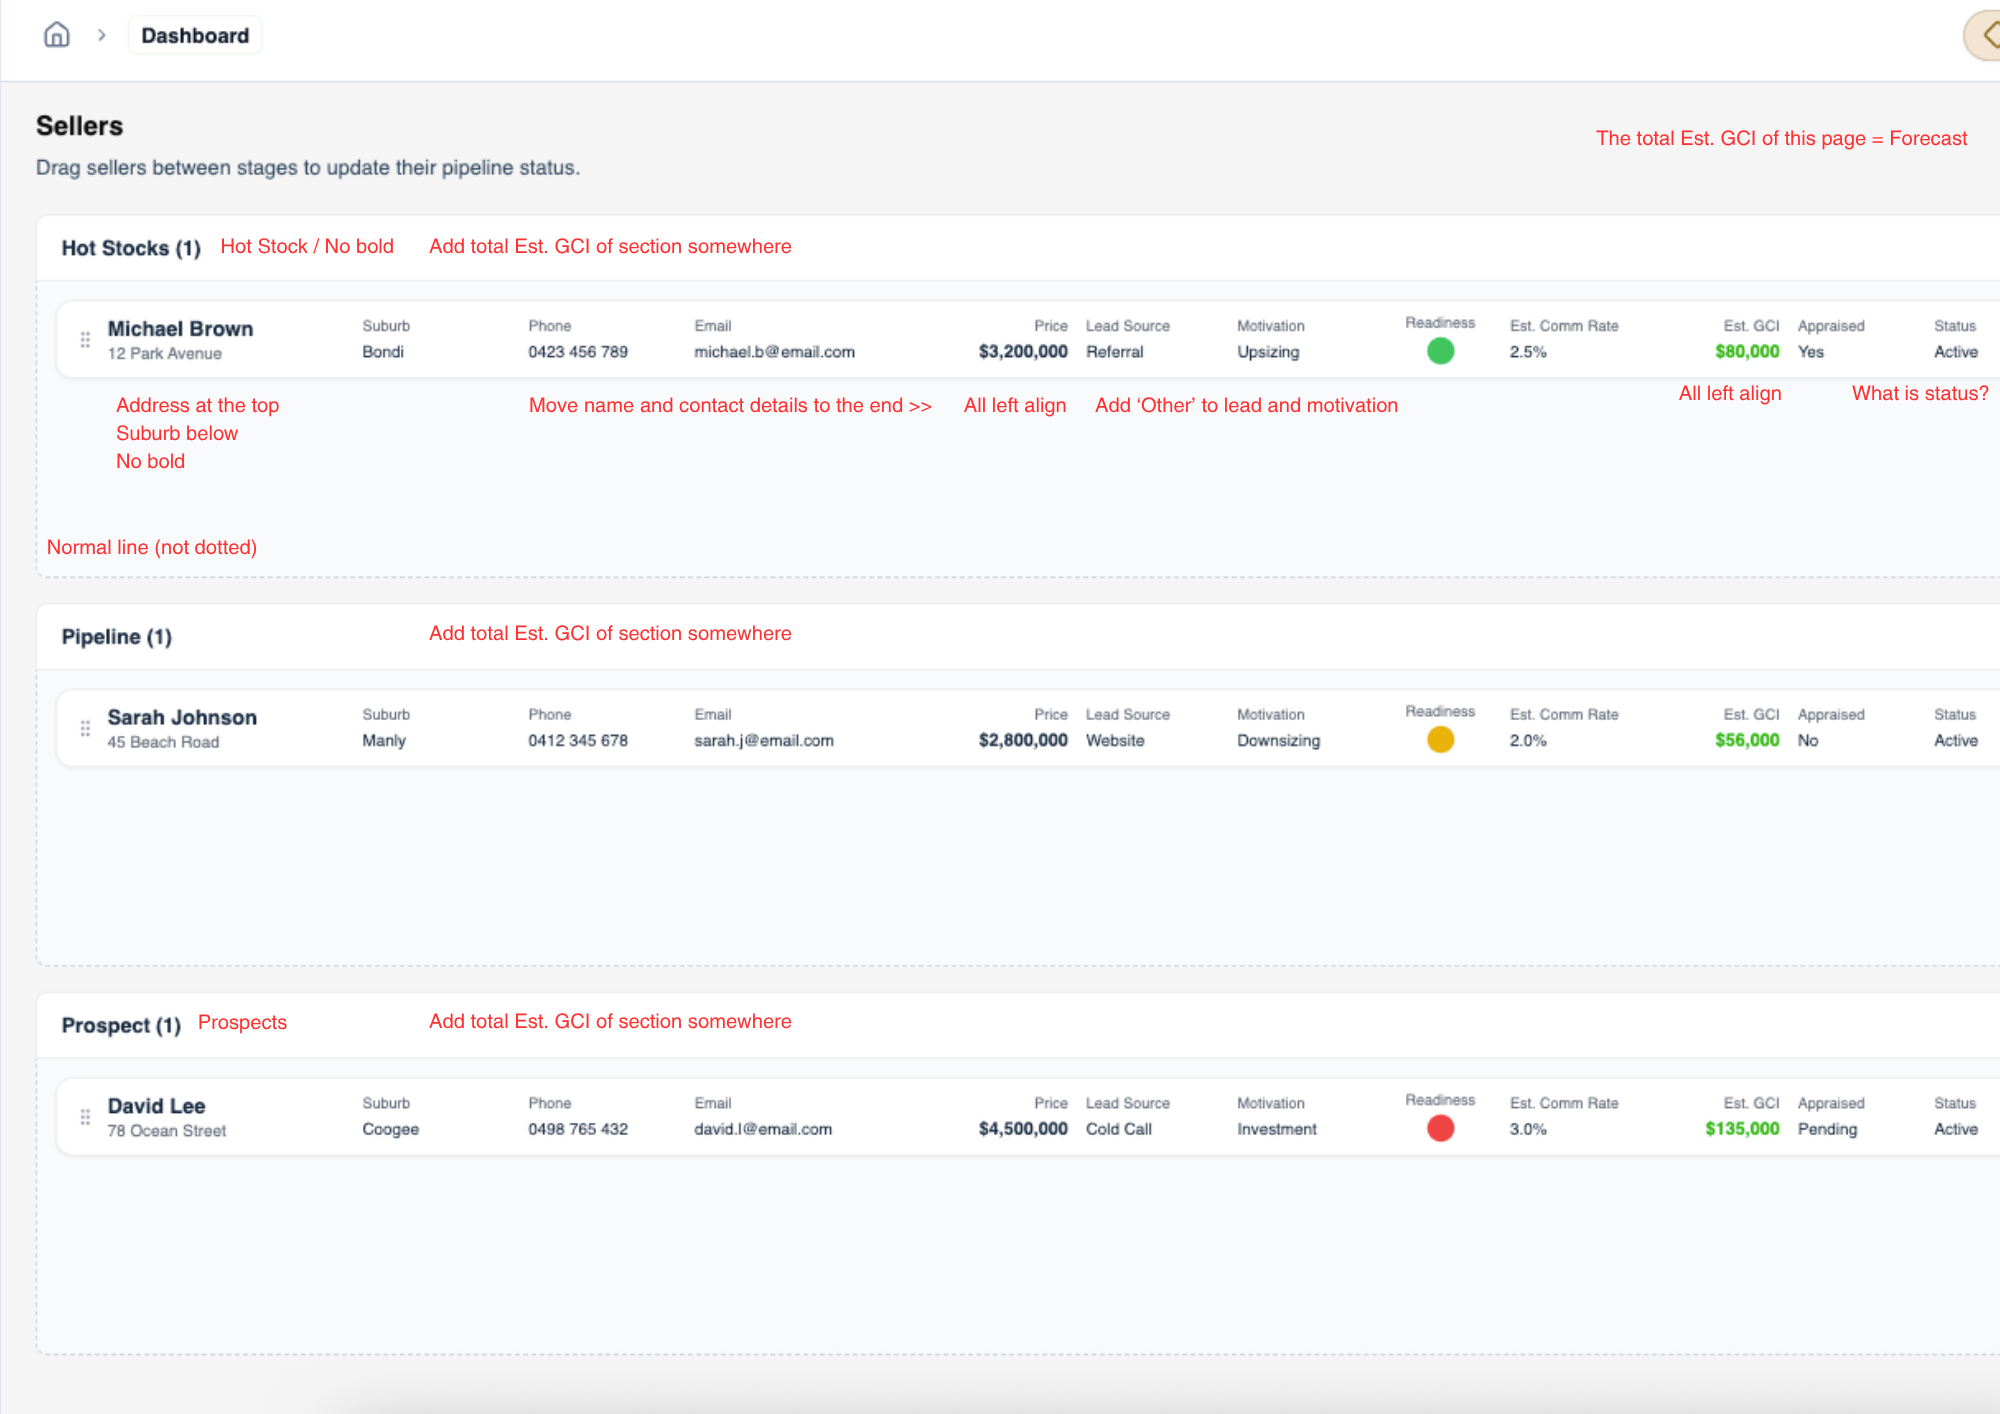 Dashboard
Sellers
The total Est. GCI of this page = Forecast
Drag sellers between stages to update their pipeline status.
Hot Stocks (1) Hot Stock / No bold Add total Est. GCI of section somewhere
Michael Brown Suburb Phone Email Price Lead Source Motivation Readiness Est. Comm Rate Est. GCI Appraised Status
12 Park Avenue Bondi 0423 456 789 michael.b@email.com $3,200,000 Referral Upsizing 2.5% $80,000 Yes Active
Address at the top Move name and contact details to the end >> All left align Add ‘Other’ to lead and motivation All left align What is status?
Suburb below
No bold
Normal line (not dotted)
Pipeline (1) Add total Est. GCI of section somewhere
Sarah Johnson Suburb Phone Email Price Lead Source Motivation Readiness Est. Comm Rate Est. GCI Appraised Status
45 Beach Road Manly 0412 345 678 sarah.j@email.com $2,800,000 Website Downsizing 2.0% $56,000 No Active
Prospect (1) Prospects Add total Est. GCI of section somewhere
David Lee Suburb Phone Email Price Lead Source Motivation Readiness Est. Comm Rate Est. GCI Appraised Status
78 Ocean Street Coogee 0498 765 432 david.l@email.com $4,500,000 Cold Call Investment 3.0% $135,000 Pending Active